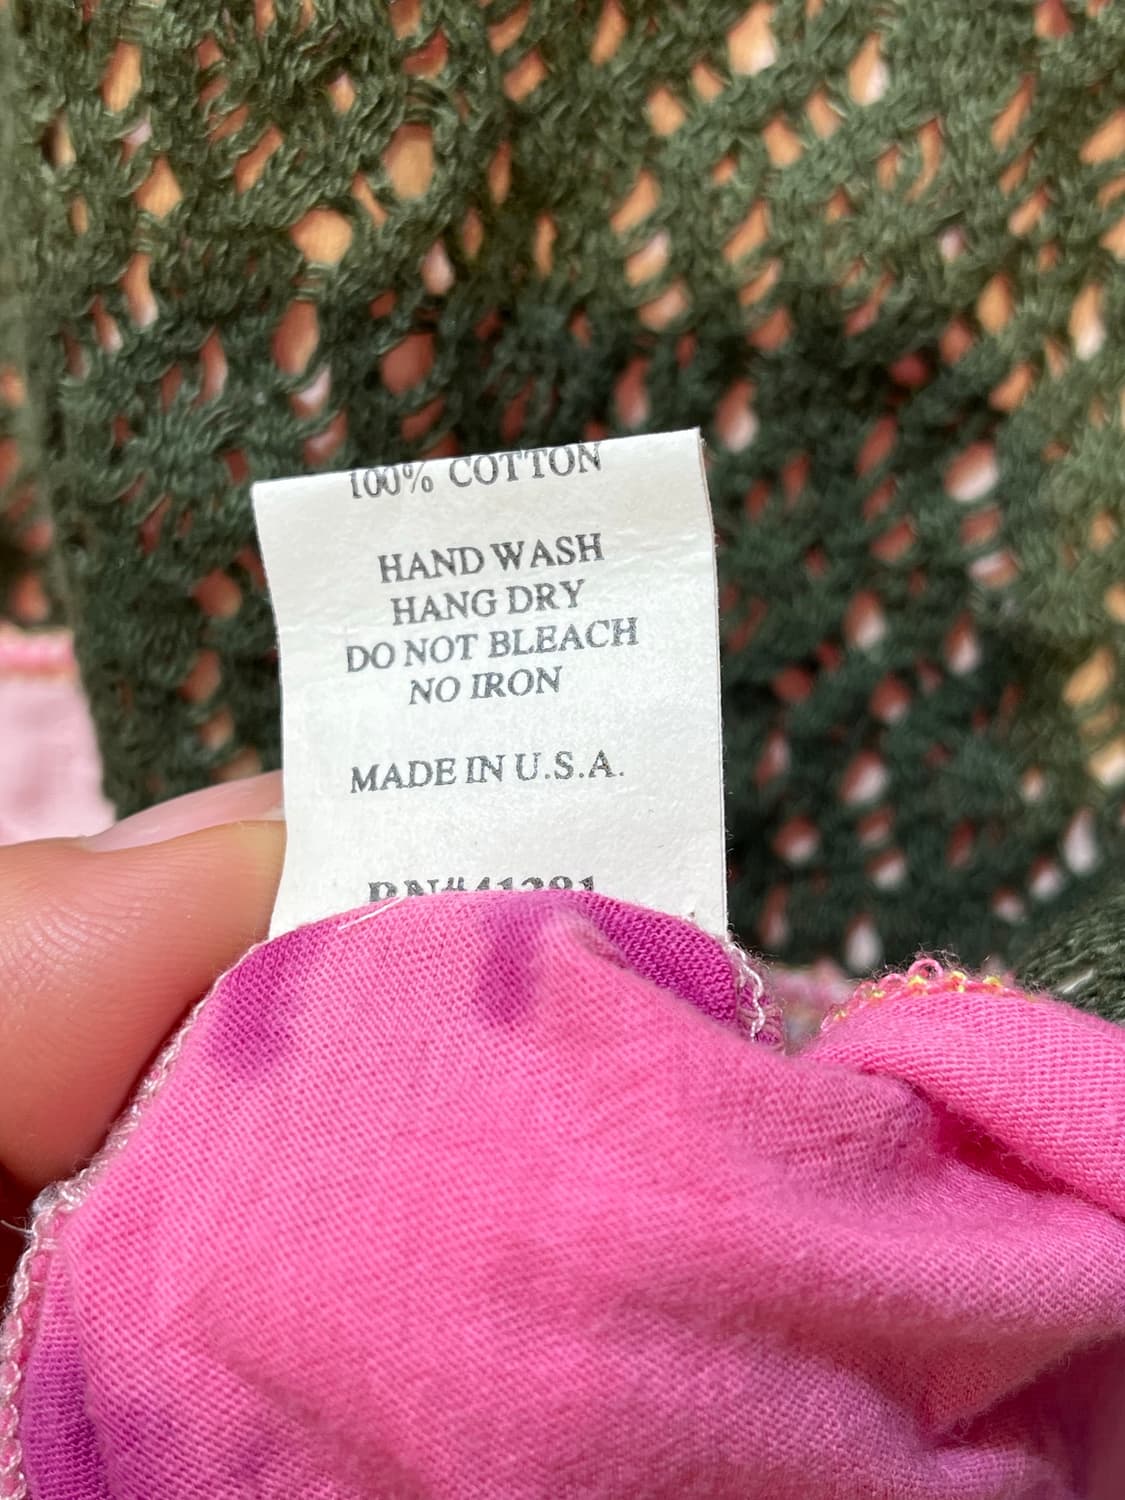 100% COTTON
HAND WASH
HANG DRY
DO NOT BLEACH
NO IRON
MADE IN U.S.A.